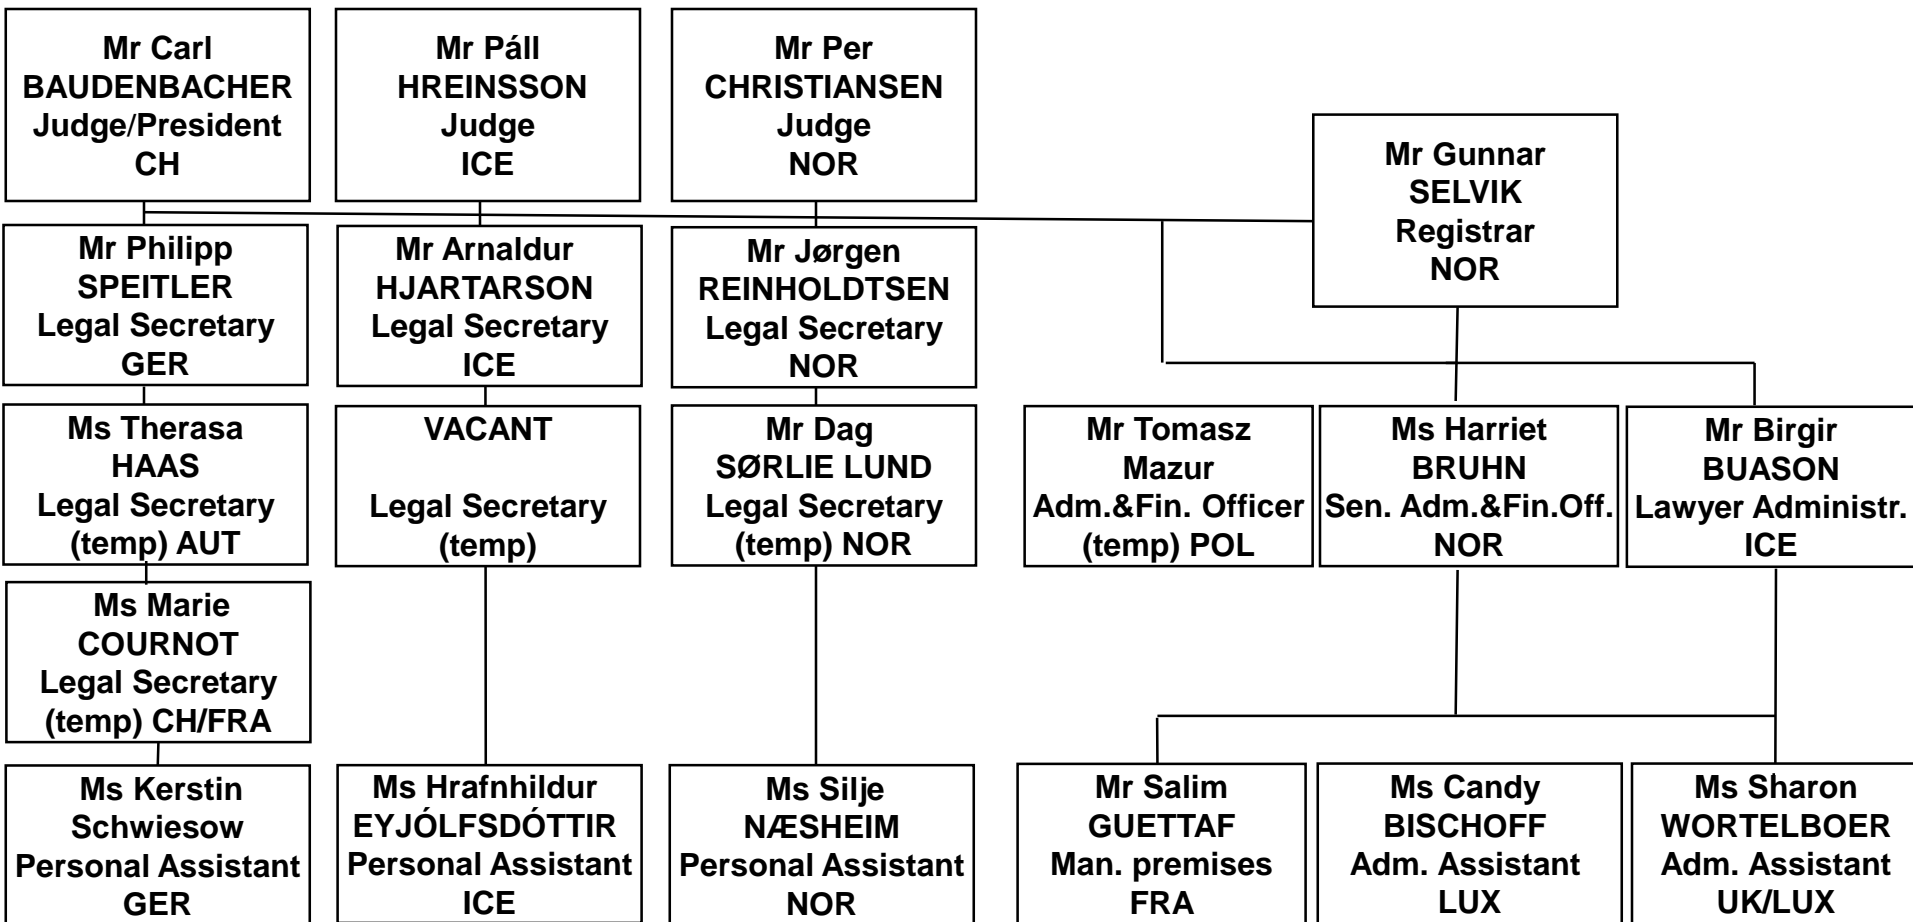 Mr Carl
BAUDENBACHER
Judge/President
CH
Mr Páll
HREINSSON
Judge
ICE
Mr Per
CHRISTIANSEN
Judge
NOR
Mr Gunnar
SELVIK
Registrar
NOR
Mr Philipp
SPEITLER
Legal Secretary
GER
Mr Arnaldur
HJARTARSON
Legal Secretary
ICE
Mr Jørgen
REINHOLDTSEN
Legal Secretary
NOR
Ms Therasa
HAAS
Legal Secretary
(temp) AUT
VACANT
Legal Secretary
(temp)
Mr Dag
SØRLIE LUND
Legal Secretary
(temp) NOR
Mr Tomasz
Mazur
Adm.&Fin. Officer
(temp) POL
Ms Harriet
BRUHN
Sen. Adm.&Fin.Off.
NOR
Mr Birgir
BUASON
Lawyer Administr.
ICE
Ms Marie
COURNOT
Legal Secretary
(temp) CH/FRA
Ms Kerstin
Schwiesow
Personal Assistant
GER
Ms Hrafnhildur
EYJÓLFSDÓTTIR
Personal Assistant
ICE
Ms Silje
NÆSHEIM
Personal Assistant
NOR
Mr Salim
GUETTAF
Man. premises
FRA
Ms Candy
BISCHOFF
Adm. Assistant
LUX
Ms Sharon
WORTELBOER
Adm. Assistant
UK/LUX